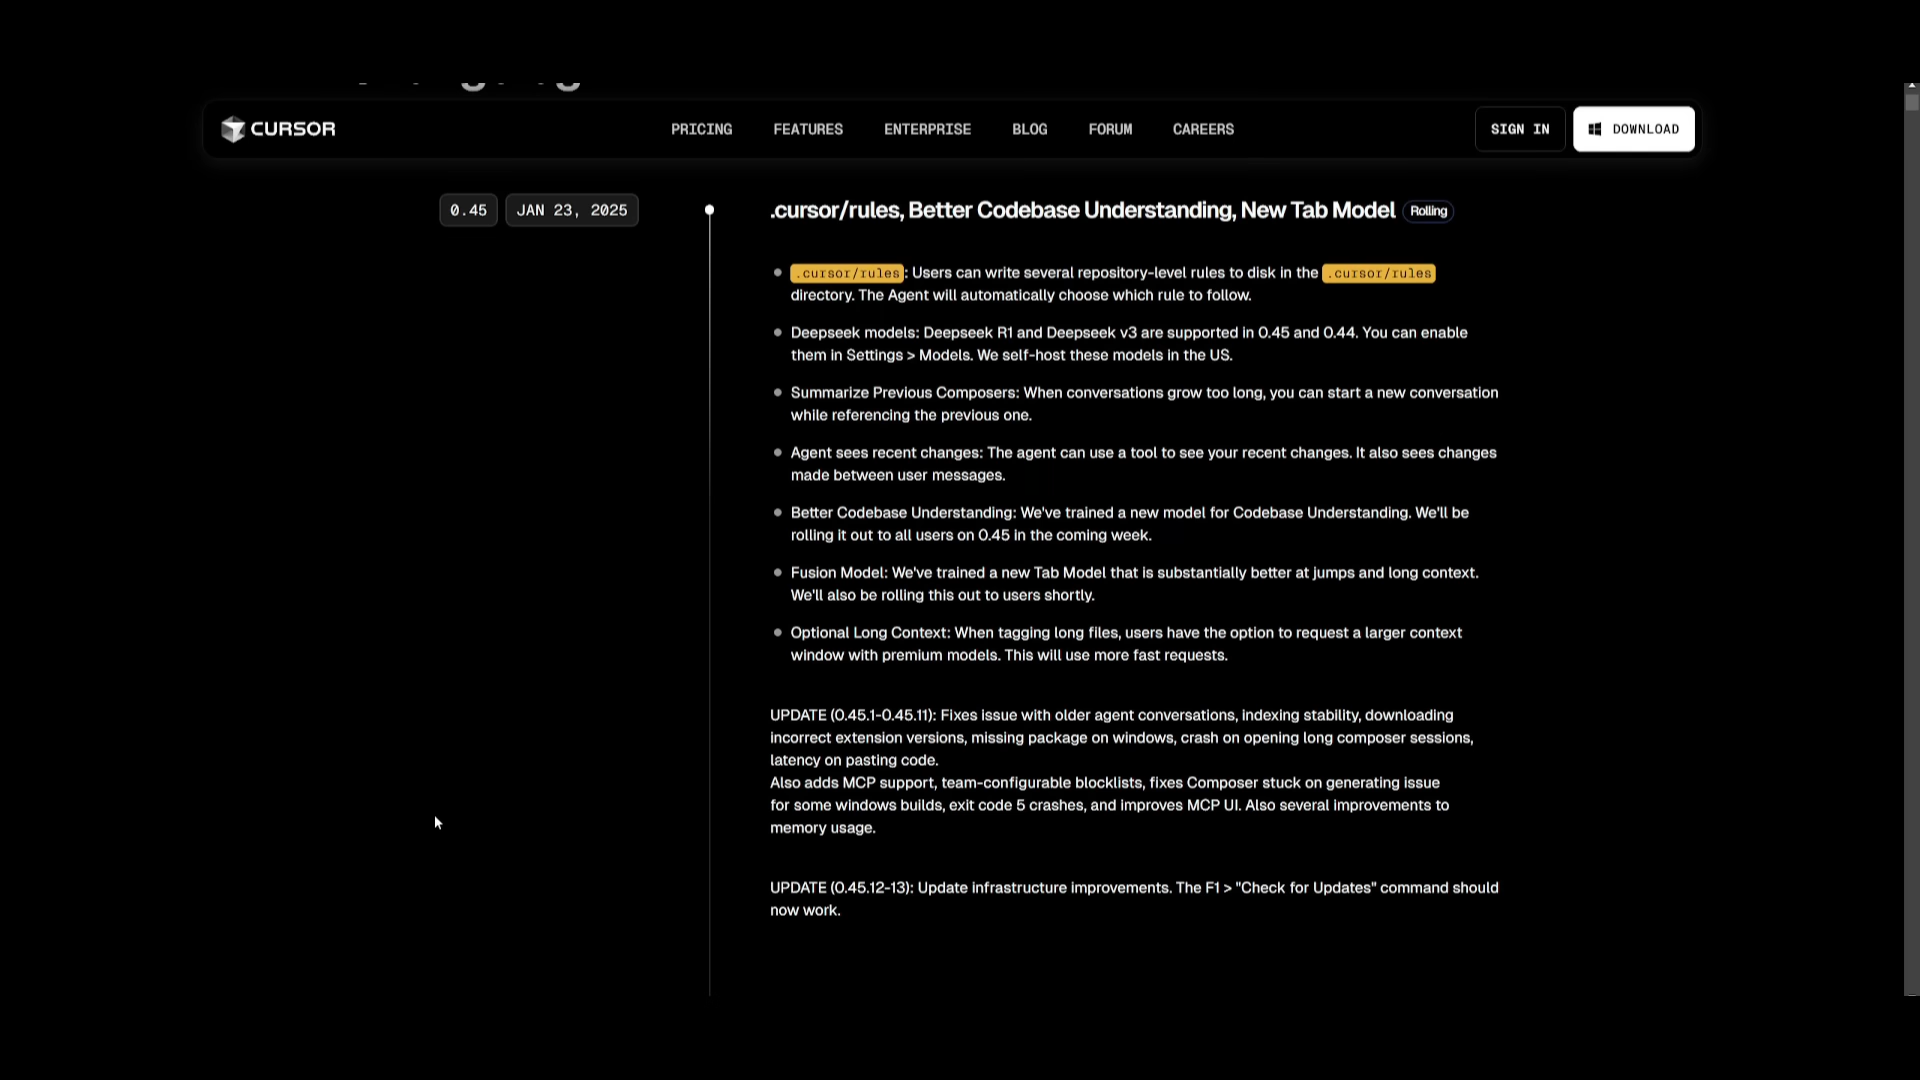 CURSOR
PRICING FEATURES ENTERPRISE BLOG FORUM CAREERS
SIGN IN DOWNLOAD
0.45 JAN 23, 2025
.cursor/rules, Better Codebase Understanding, New Tab Model Rolling
.cursor/rules: Users can write several repository-level rules to disk in the .cursor/rules
directory. The Agent will automatically choose which rule to follow.
Deepseek models: Deepseek R1 and Deepseek v3 are supported in 0.45 and 0.44. You can enable
them in Settings > Models. We self-host these models in the US.
Summarize Previous Composers: When conversations grow too long, you can start a new conversation
while referencing the previous one.
Agent sees recent changes: The agent can use a tool to see your recent changes. It also sees changes
made between user messages.
Better Codebase Understanding: We've trained a new model for Codebase Understanding. We'll be
rolling it out to all users on 0.45 in the coming week.
Fusion Model: We've trained a new Tab Model that is substantially better at jumps and long context.
We'll also be rolling this out to users shortly.
Optional Long Context: When tagging long files, users have the option to request a larger context
window with premium models. This will use more fast requests.
UPDATE (0.45.1-0.45.11): Fixes issue with older agent conversations, indexing stability, downloading
incorrect extension versions, missing package on windows, crash on opening long composer sessions,
latency on pasting code.
Also adds MCP support, team-configurable blocklists, fixes Composer stuck on generating issue
for some windows builds, exit code 5 crashes, and improves MCP UI. Also several improvements to
memory usage.
UPDATE (0.45.12-13): Update infrastructure improvements. The F1 > "Check for Updates" command should
now work.